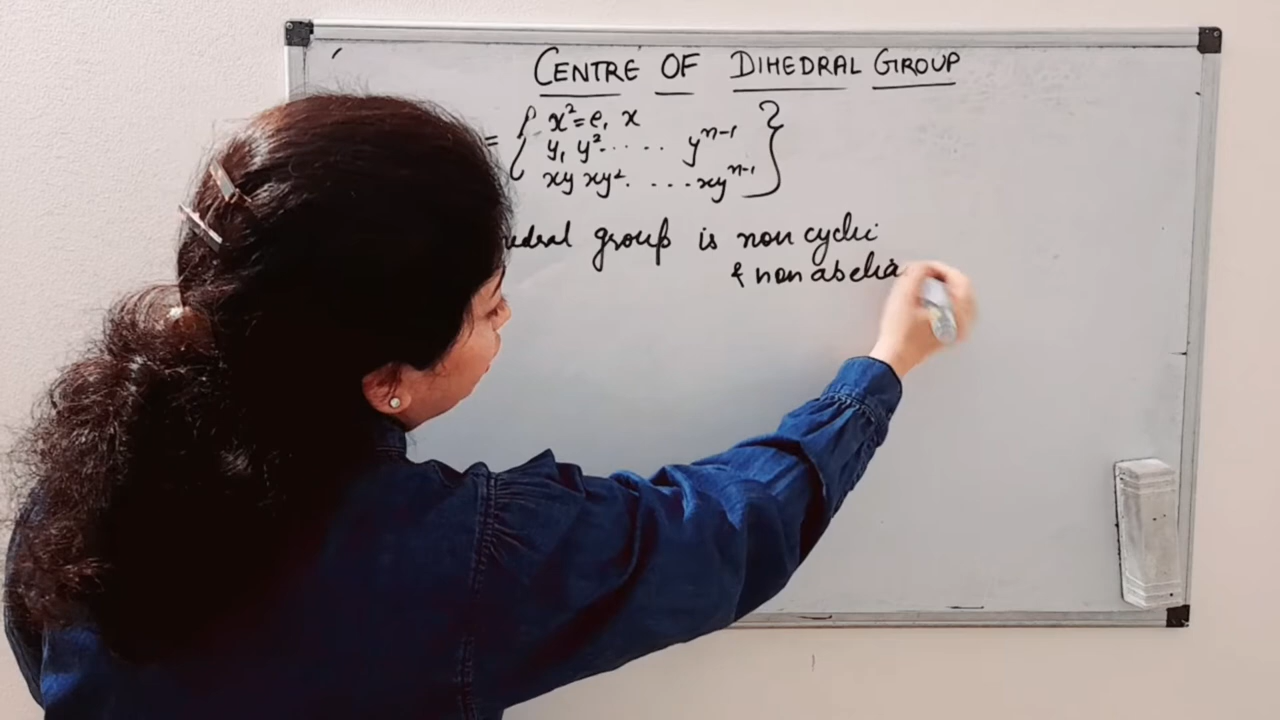 CENTRE OF DIHEDRAL GROUP
= { x² = e, x
y, y² ..... yⁿ⁻¹
xy xy² ..... xyⁿ⁻¹ }
edral group is non cyclic
& non abelia